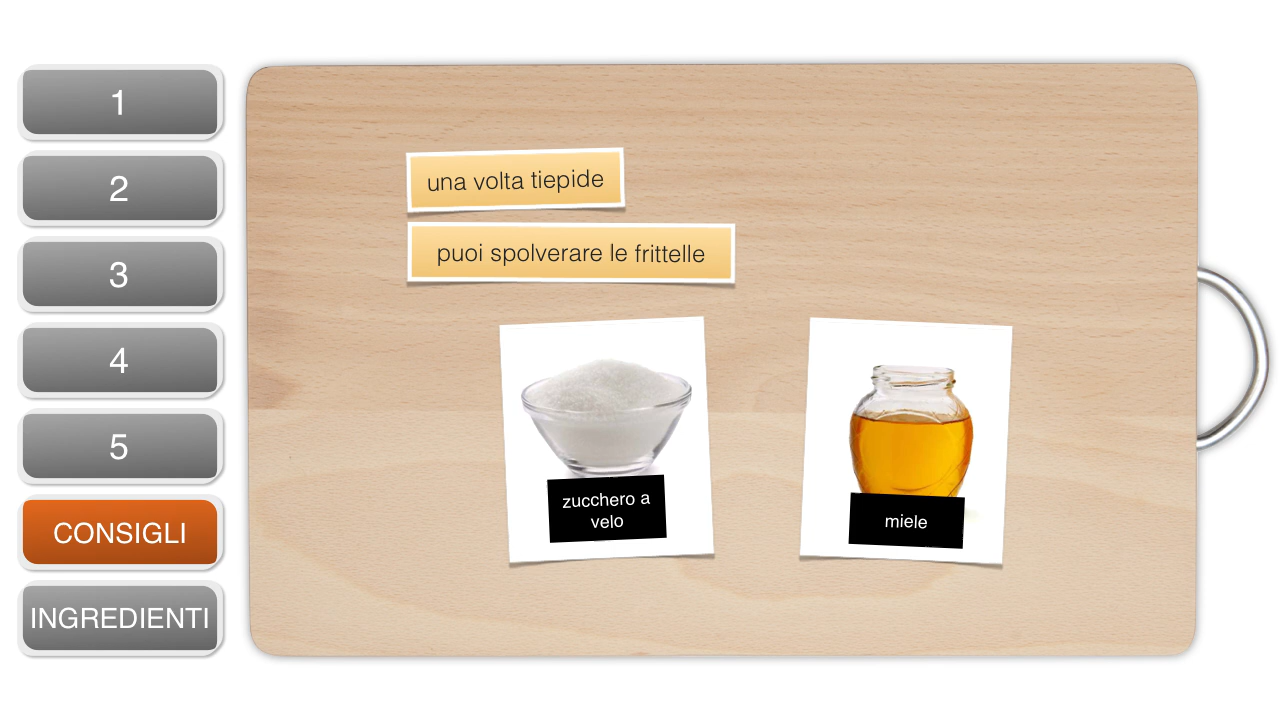 1
2
3
4
5
CONSIGLI
INGREDIENTI
una volta tiepide
puoi spolverare le frittelle
zucchero a
velo
miele